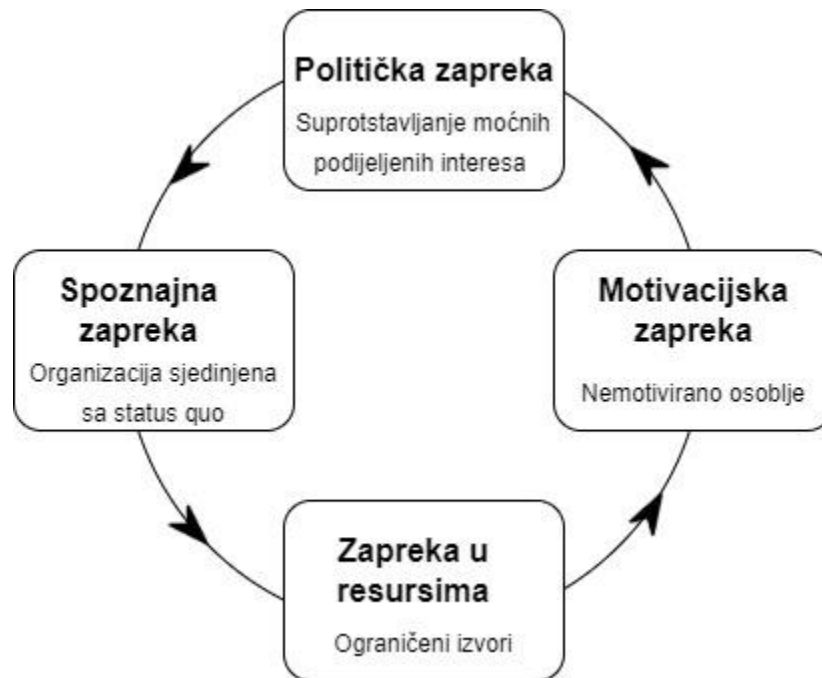 Politička zapreka
Suprotstavljanje moćnih
podijeljenih interesa
Spoznajna
zapreka
Organizacija sjedinjena
sa status quo
Motivacijska
zapreka
Nemotivirano osoblje
Zapreka u
resursima
Ograničeni izvori